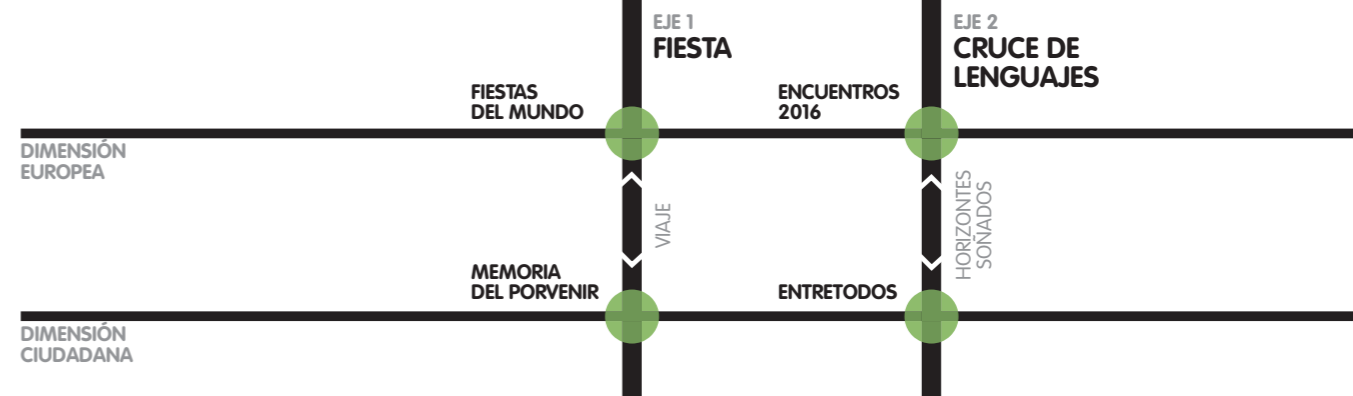 EJE 1
FIESTA
EJE 2
CRUCE DE
LENGUAJES
FIESTAS
DEL MUNDO
ENCUENTROS
2016
DIMENSIÓN
EUROPEA
VIAJE
HORIZONTES
SOÑADOS
MEMORIA
DEL PORVENIR
ENTRETODOS
DIMENSIÓN
CIUDADANA